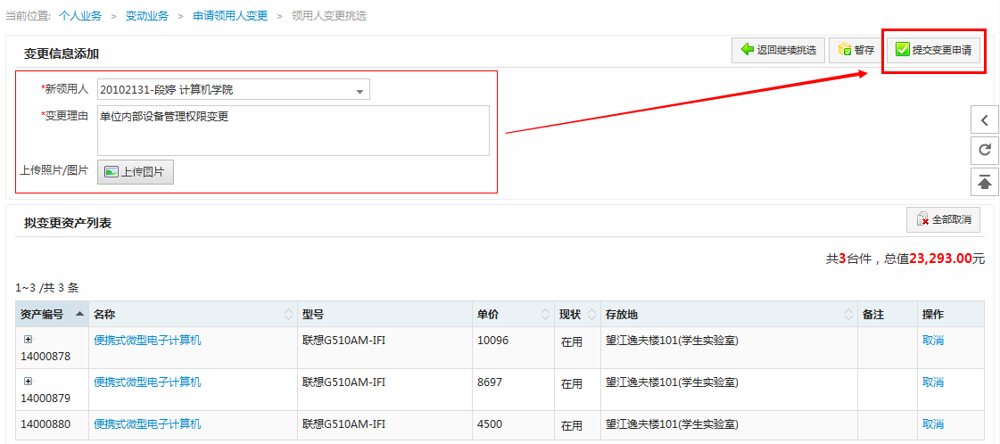 当前位置: 个人业务 > 变动业务 > 申请领用人变更 > 领用人变更挑选
变更信息添加
返回继续挑选 暂存 提交变更申请
*新领用人 20102131-段婷 计算机学院
*变更理由 单位内部设备管理权限变更
上传照片/图片 上传图片
拟变更资产列表 全部取消
共3台件，总值23,293.00元
1~3 /共 3 条
资产编号 名称 型号 单价 现状 存放地 备注 操作
14000878 便携式微型电子计算机 联想G510AM-IFI 10096 在用 望江逸夫楼101(学生实验室) 取消
14000879 便携式微型电子计算机 联想G510AM-IFI 8697 在用 望江逸夫楼101(学生实验室) 取消
14000880 便携式微型电子计算机 联想G510AM-IFI 4500 在用 望江逸夫楼101(学生实验室) 取消